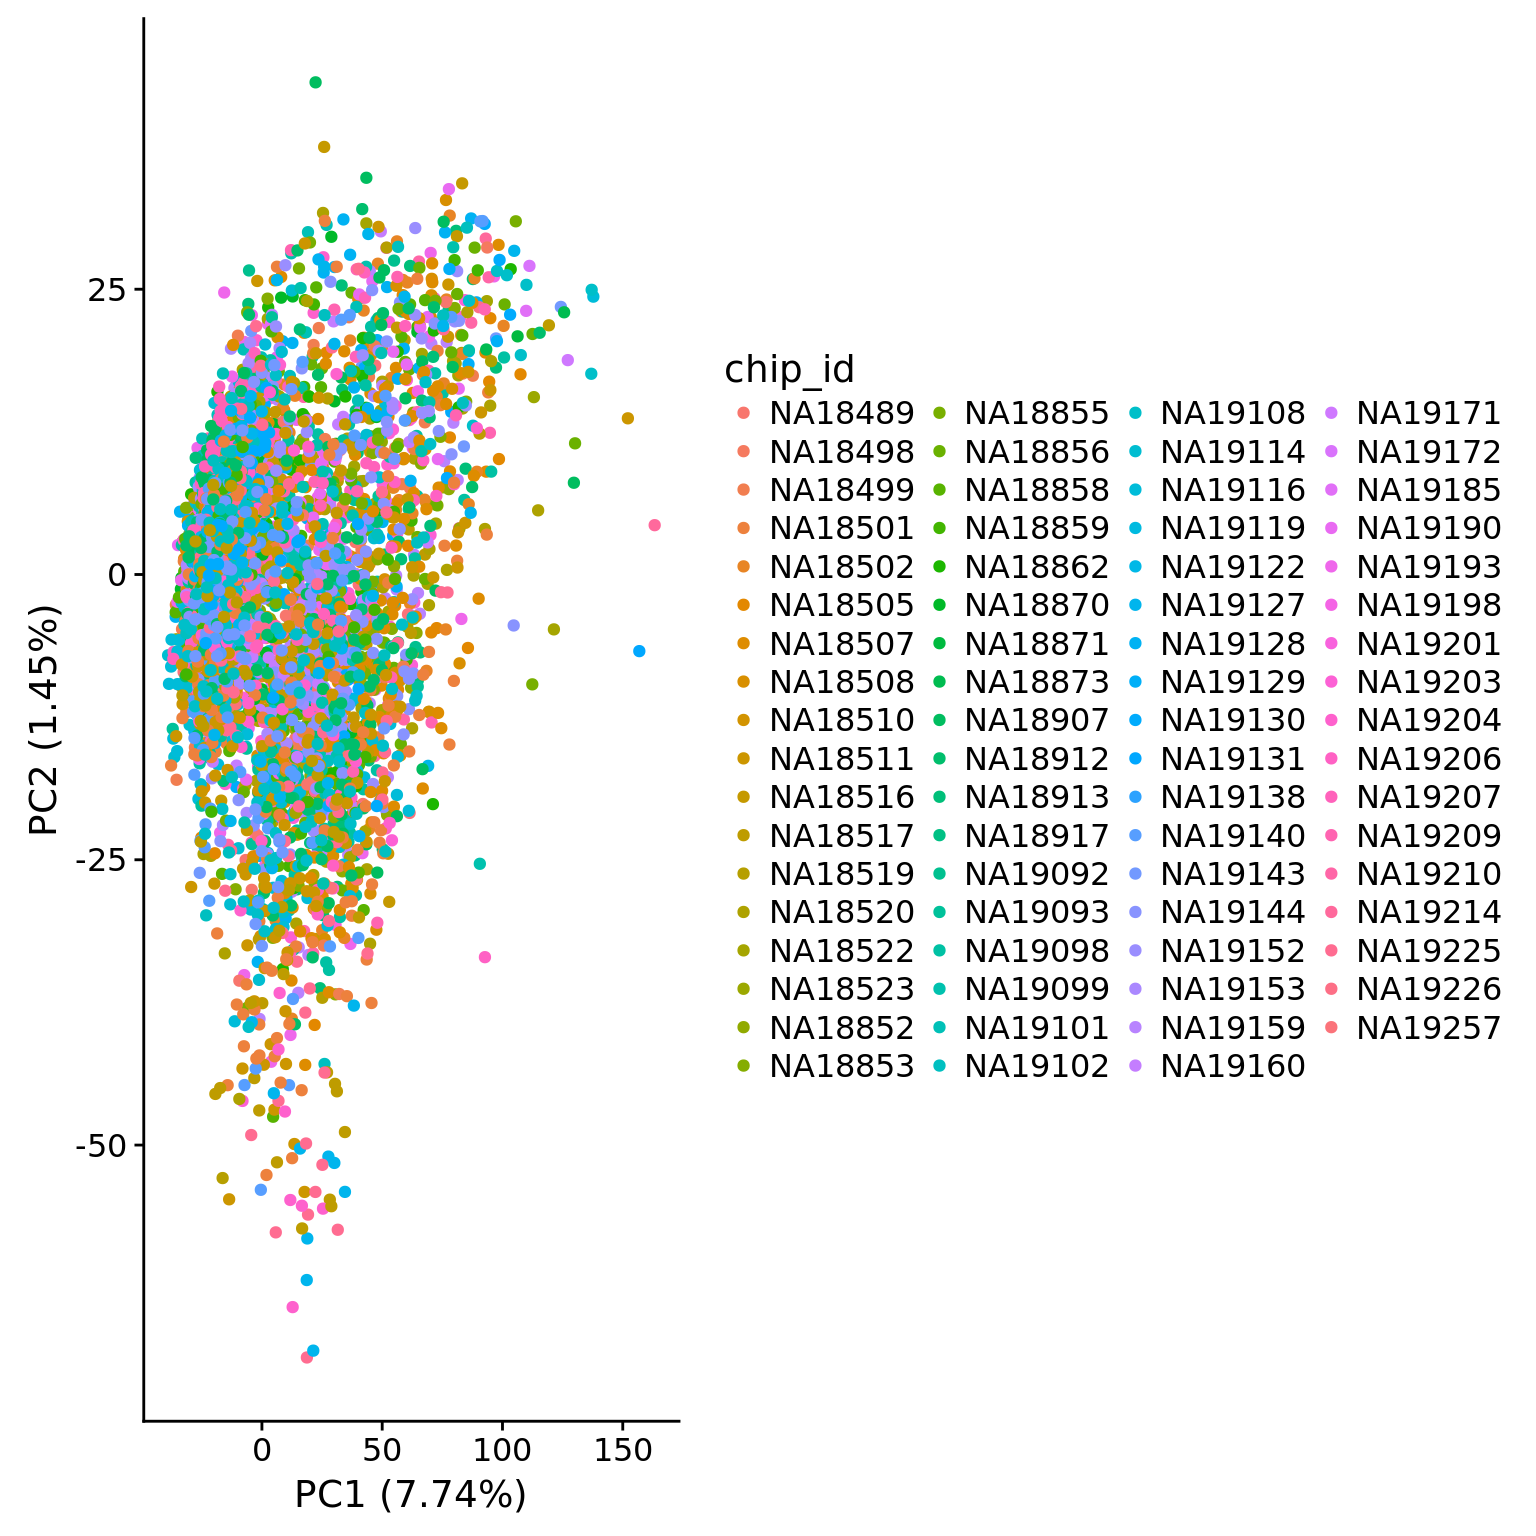 25
0
-25
-50
PC2 (1.45%)
0 50 100 150
PC1 (7.74%)
chip_id
NA18489 NA18855 NA19108 NA19171
NA18498 NA18856 NA19114 NA19172
NA18499 NA18858 NA19116 NA19185
NA18501 NA18859 NA19119 NA19190
NA18502 NA18862 NA19122 NA19193
NA18505 NA18870 NA19127 NA19198
NA18507 NA18871 NA19128 NA19201
NA18508 NA18873 NA19129 NA19203
NA18510 NA18907 NA19130 NA19204
NA18511 NA18912 NA19131 NA19206
NA18516 NA18913 NA19138 NA19207
NA18517 NA18917 NA19140 NA19209
NA18519 NA19092 NA19143 NA19210
NA18520 NA19093 NA19144 NA19214
NA18522 NA19098 NA19152 NA19225
NA18523 NA19099 NA19153 NA19226
NA18852 NA19101 NA19159 NA19257
NA18853 NA19102 NA19160